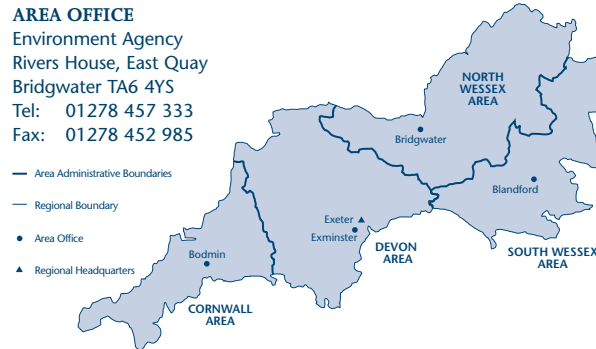 AREA OFFICE
Environment Agency
Rivers House, East Quay
Bridgwater TA6 4YS
Tel: 01278 457 333
Fax: 01278 452 985
Area Administrative Boundaries
Regional Boundary
Area Office
Regional Headquarters
NORTH
WESSEX
AREA
Bridgwater
Blandford
Exeter
Exminster
DEVON
AREA
SOUTH WESSEX
AREA
Bodmin
CORNWALL
AREA